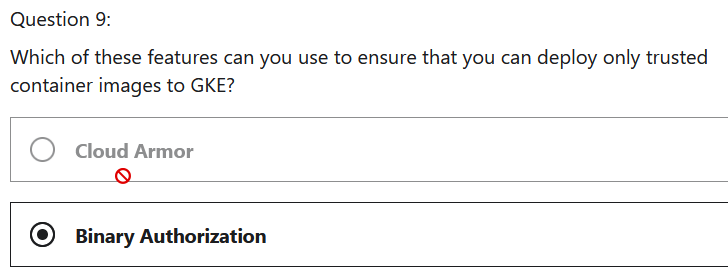 Question 9:
Which of these features can you use to ensure that you can deploy only trusted
container images to GKE?
Cloud Armor
Binary Authorization